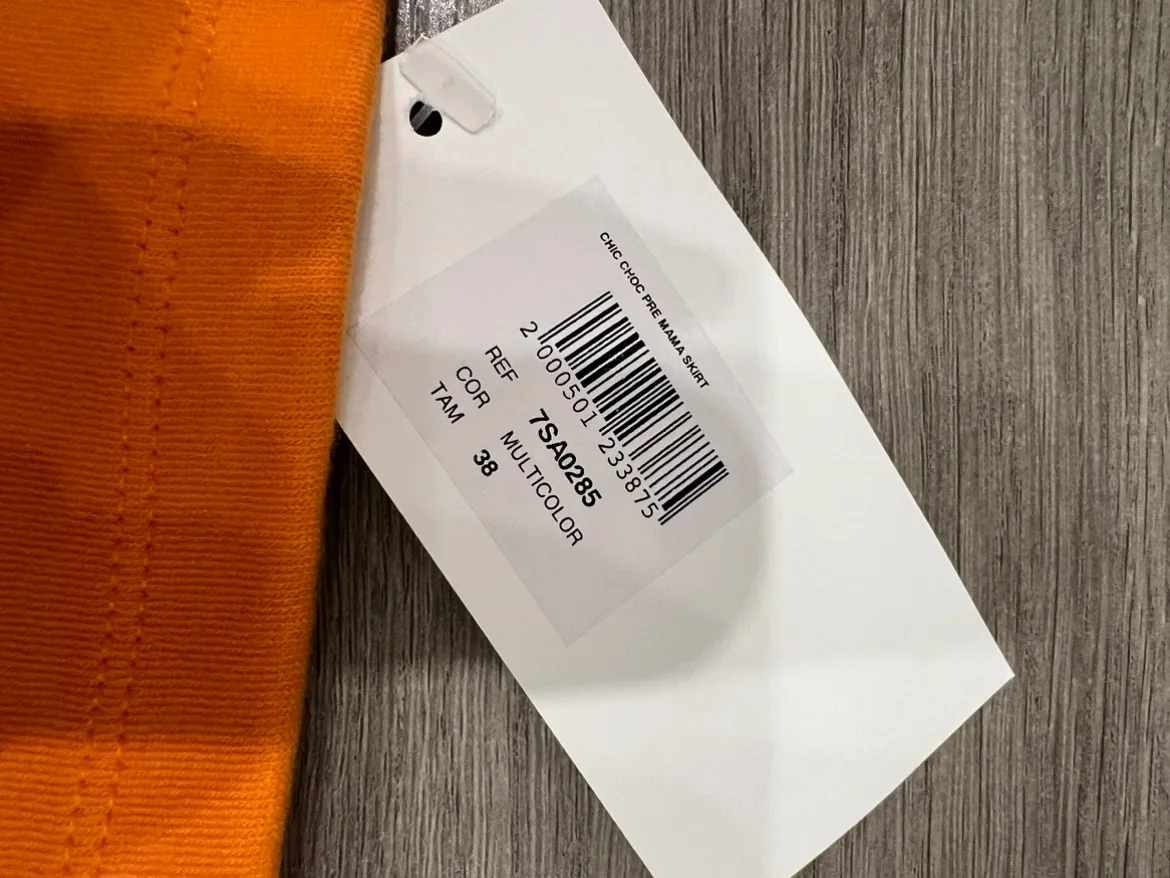 CHIC CHOC PRE MAMA SKIRT
2 000501 233875
REF 7SA0285
COR MULTICOLOR
TAM 38